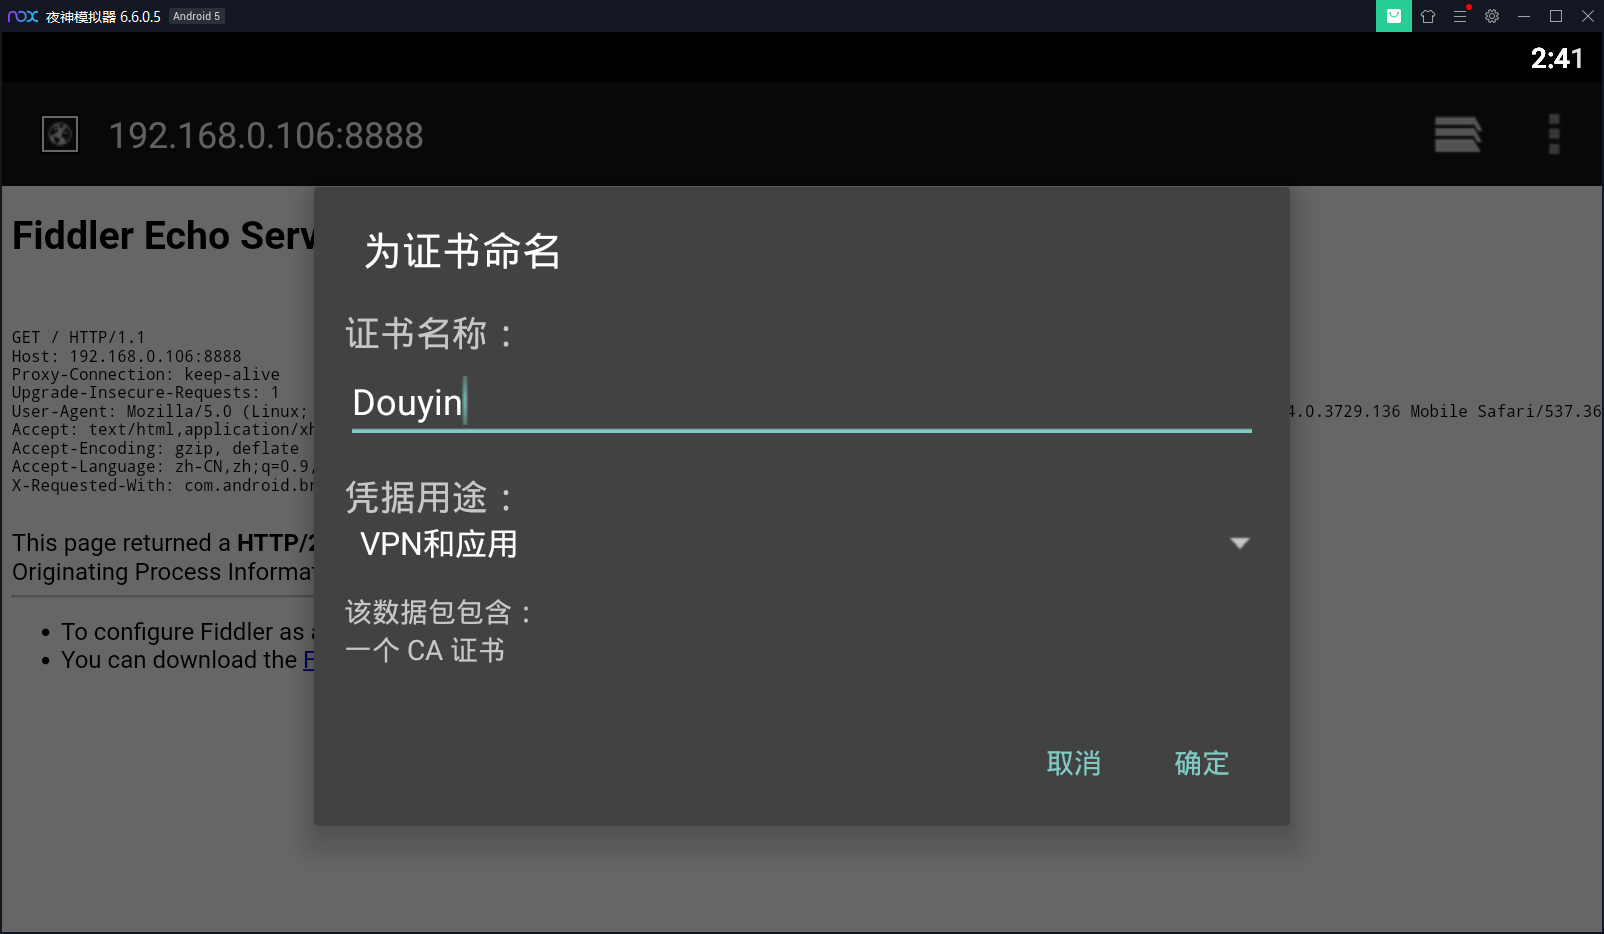 nox 夜神模拟器 6.6.0.5 Android 5
2:41
192.168.0.106:8888
Fiddler Echo Serv
GET / HTTP/1.1
Host: 192.168.0.106:8888
Proxy-Connection: keep-alive
Upgrade-Insecure-Requests: 1
User-Agent: Mozilla/5.0 (Linux; 4.0.3729.136 Mobile Safari/537.36
Accept: text/html,application/xh
Accept-Encoding: gzip, deflate
Accept-Language: zh-CN,zh;q=0.9,
X-Requested-With: com.android.br
This page returned a HTTP/2
Originating Process Informat
To configure Fiddler as a
You can download the F
为证书命名
证书名称：
Douyin
凭据用途：
VPN和应用
该数据包包含：
一个 CA 证书
取消 确定